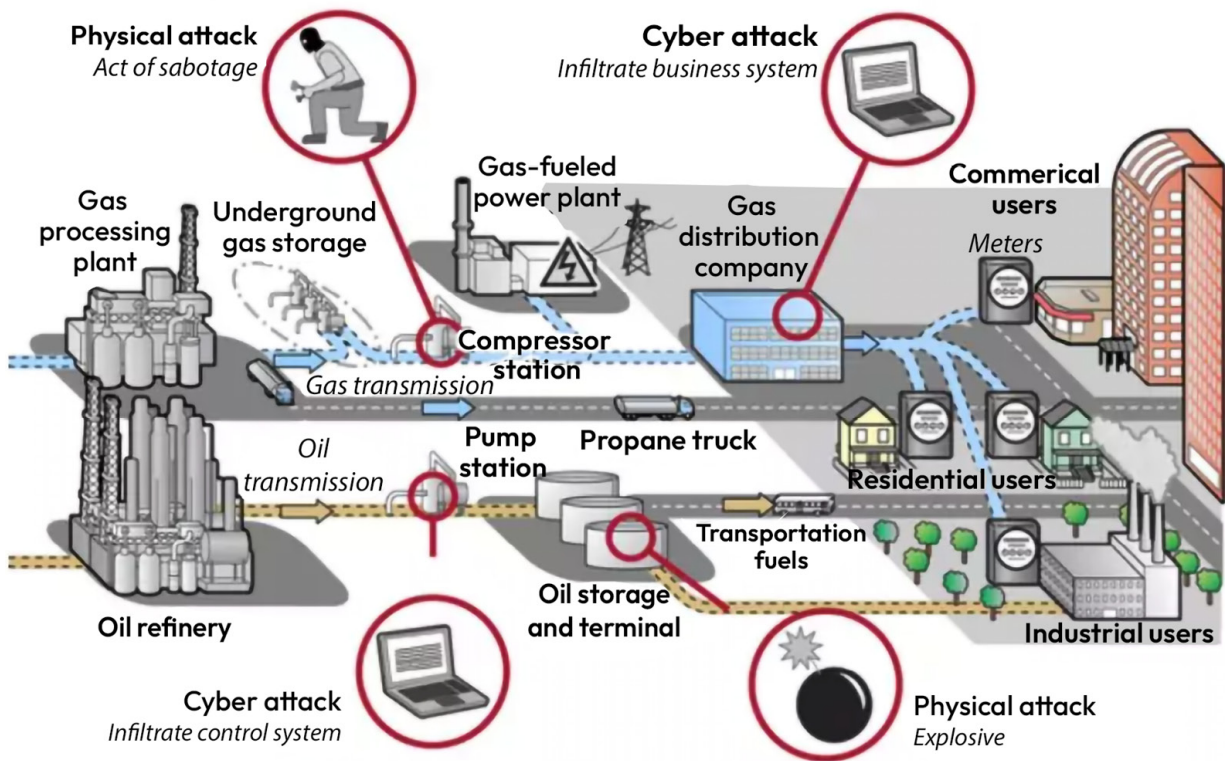 Physical attack
Act of sabotage
Cyber attack
Infiltrate business system
Gas-fueled
power plant
Commerical
users
Gas
processing
plant
Underground
gas storage
Gas
distribution
company
Meters
Compressor
station
Gas transmission
Pump
station
Propane truck
Oil
transmission
Residential users
Transportation
fuels
Oil storage
and terminal
Oil refinery
Industrial users
Cyber attack
Infiltrate control system
Physical attack
Explosive